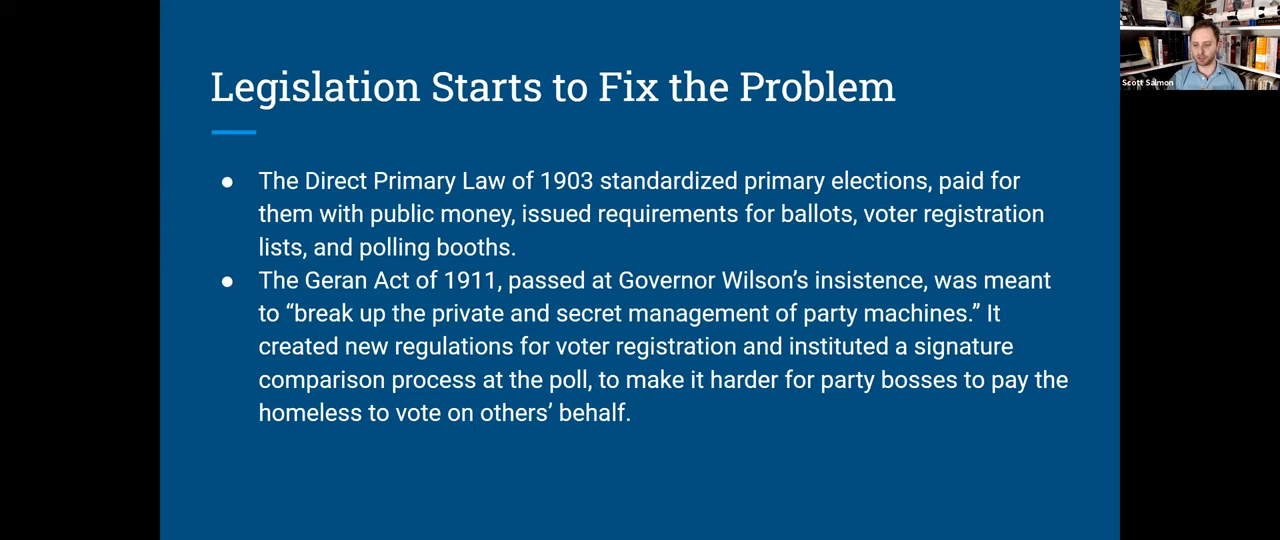 Legislation Starts to Fix the Problem
● The Direct Primary Law of 1903 standardized primary elections, paid for
them with public money, issued requirements for ballots, voter registration
lists, and polling booths.
● The Geran Act of 1911, passed at Governor Wilson’s insistence, was meant
to “break up the private and secret management of party machines.” It
created new regulations for voter registration and instituted a signature
comparison process at the poll, to make it harder for party bosses to pay the
homeless to vote on others’ behalf.
Scott Salmon